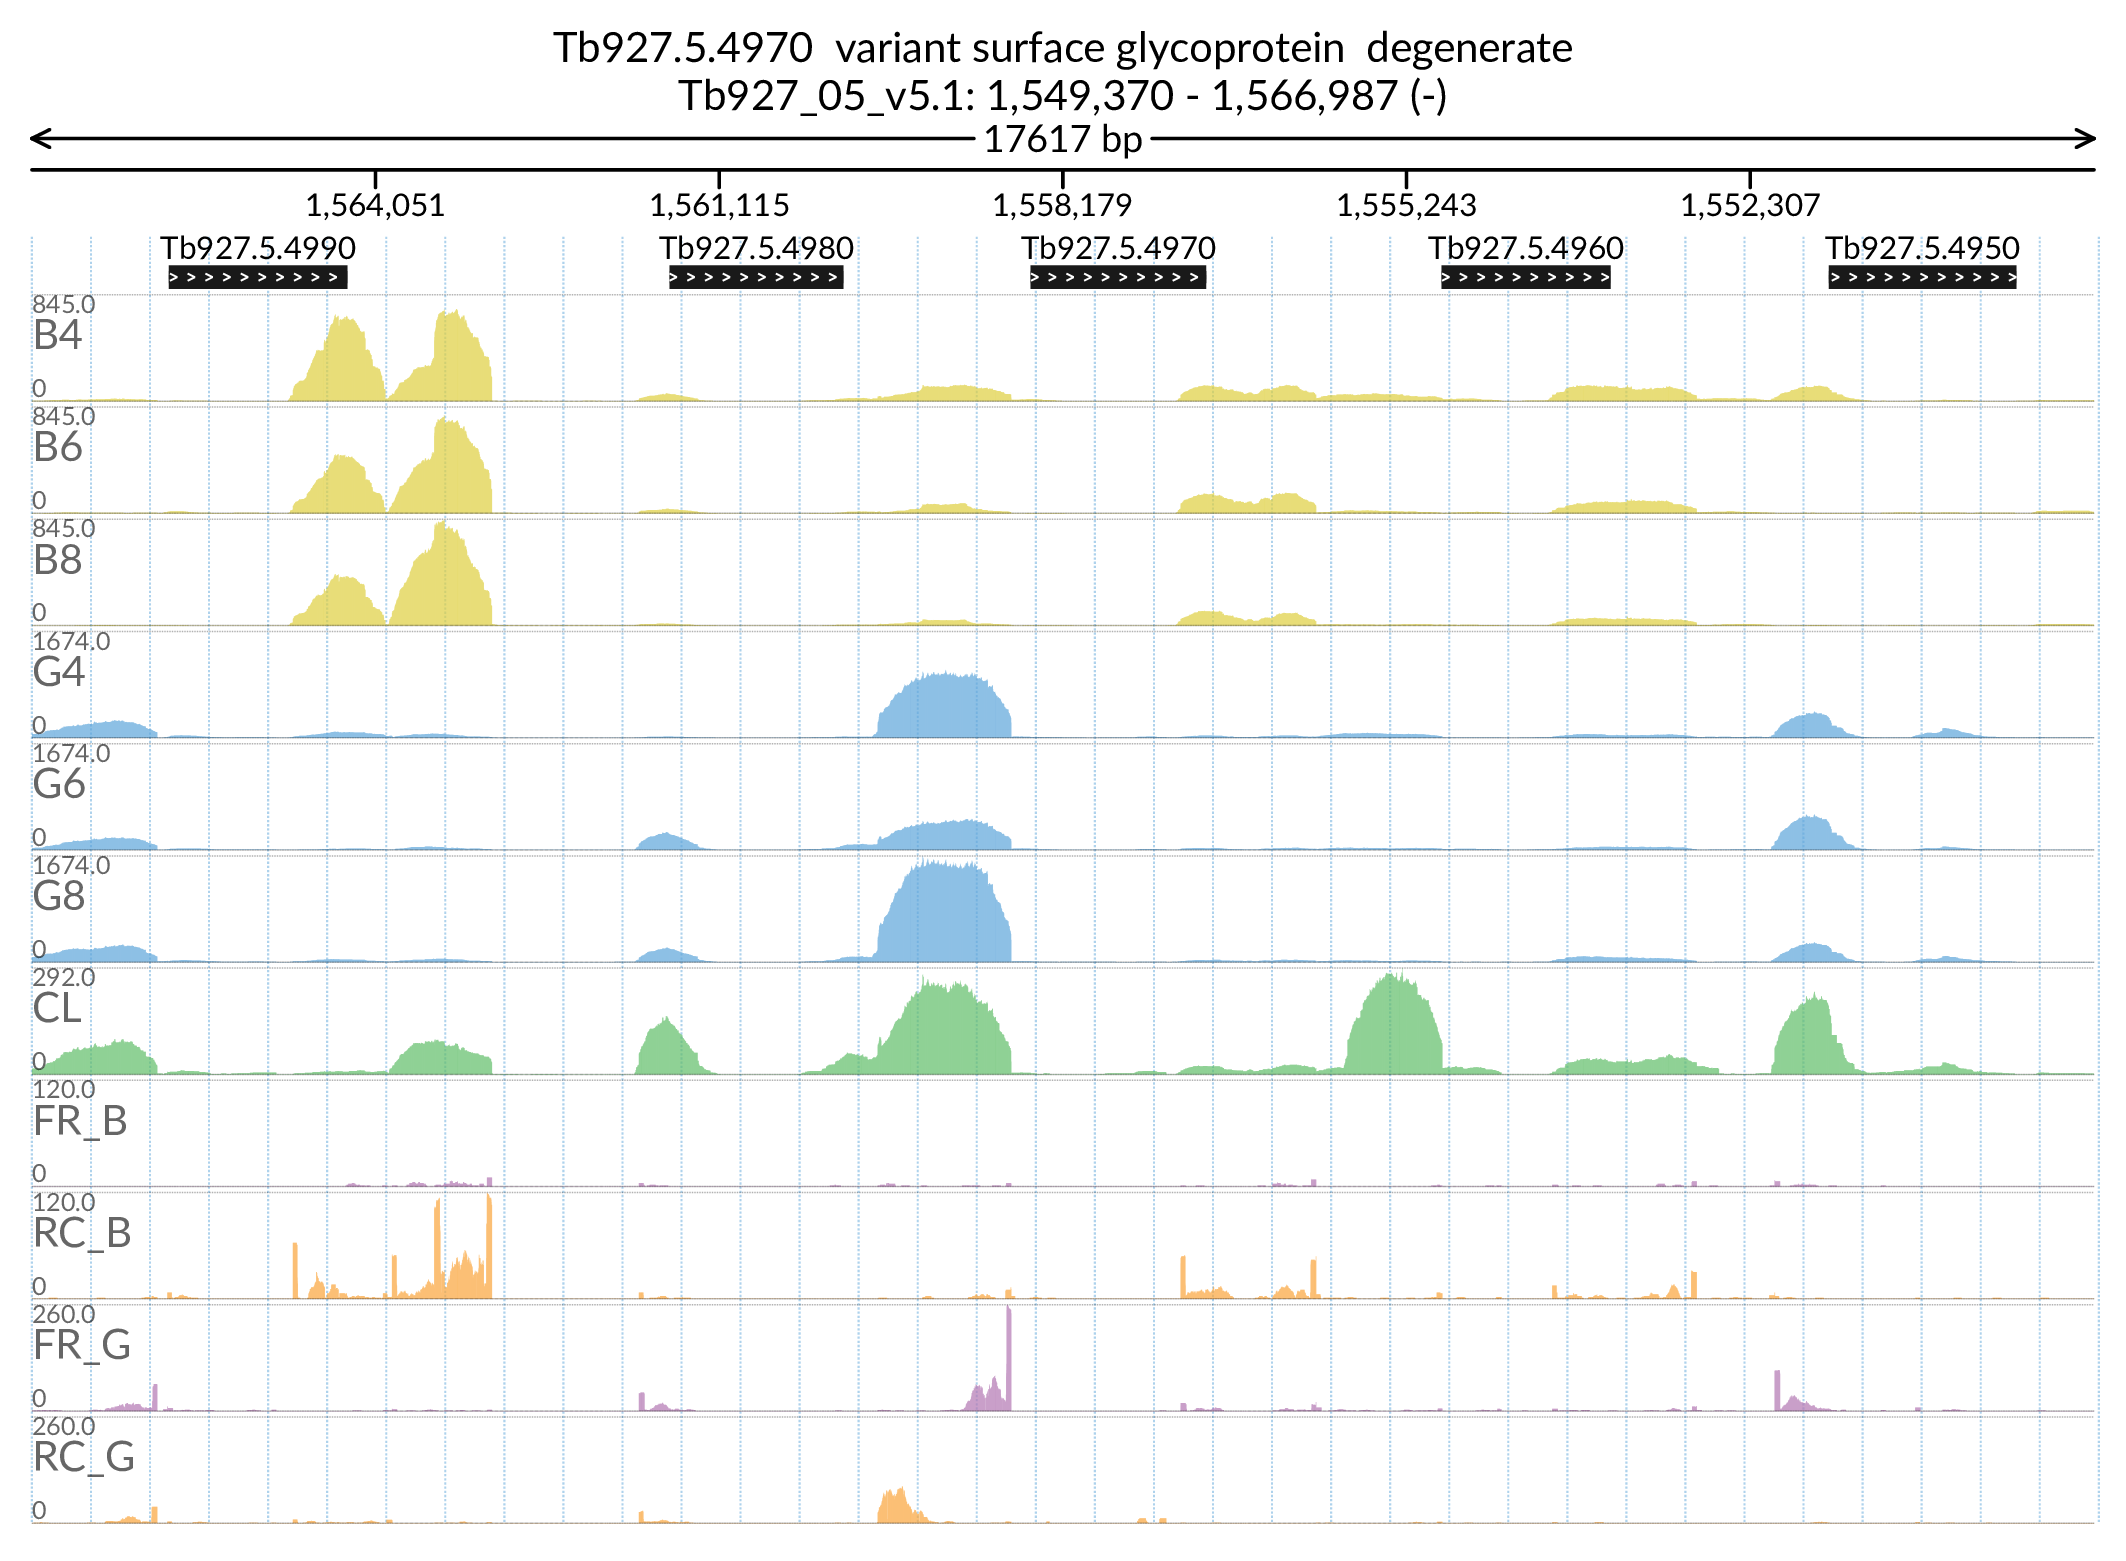 Tb927.5.4970  variant surface glycoprotein  degenerate
Tb927_05_v5.1: 1,549,370 - 1,566,987 (-)
17617 bp
1,564,051 1,561,115 1,558,179 1,555,243 1,552,307
Tb927.5.4990 Tb927.5.4980 Tb927.5.4970 Tb927.5.4960 Tb927.5.4950
845.0
B4
0
845.0
B6
0
845.0
B8
0
1674.0
G4
0
1674.0
G6
0
1674.0
G8
0
292.0
CL
0
120.0
FR_B
0
120.0
RC_B
0
260.0
FR_G
0
260.0
RC_G
0